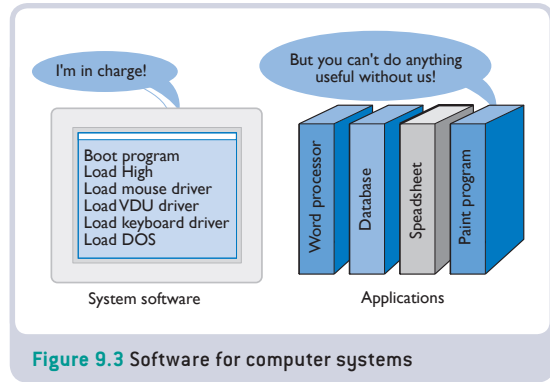 I'm in charge!
But you can't do anything
useful without us!
Boot program
Load High
Load mouse driver
Load VDU driver
Load keyboard driver
Load DOS
Word processor
Database
Speadsheet
Paint program
System software
Applications
Figure 9.3 Software for computer systems